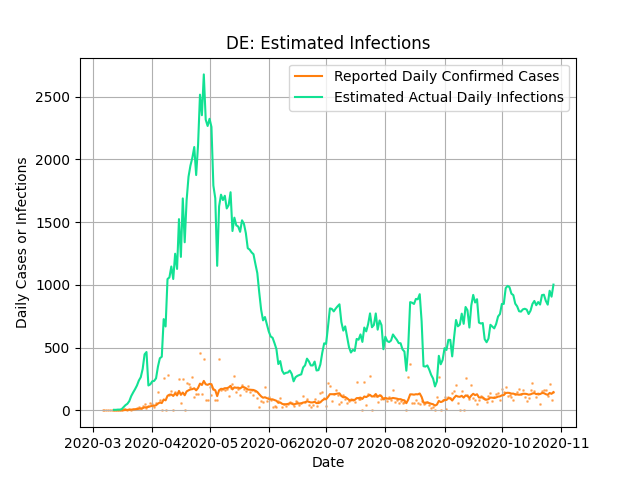 DE: Estimated Infections
Reported Daily Confirmed Cases
Estimated Actual Daily Infections
Daily Cases or Infections
2500
2000
1500
1000
500
0
2020-03 2020-04 2020-05 2020-06 2020-07 2020-08 2020-09 2020-10 2020-11
Date